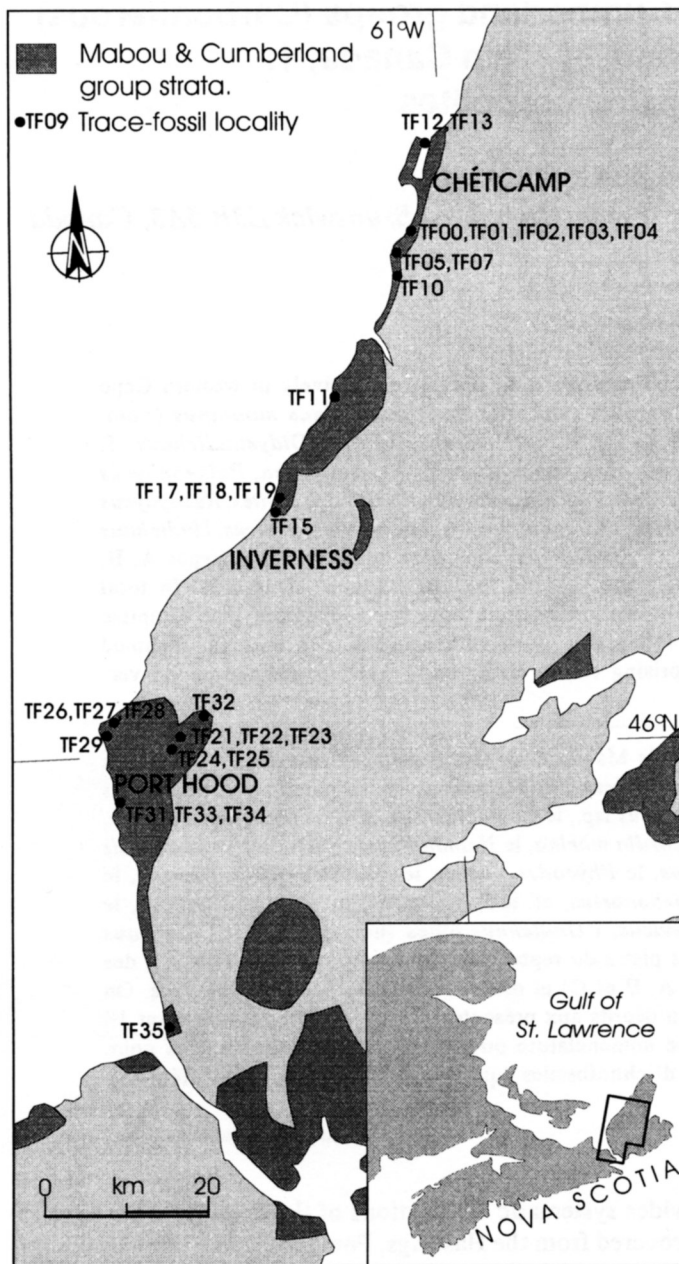 61°W
Mabou & Cumberland
group strata.
•TF09 Trace-fossil locality
TF12,TF13
CHÉTICAMP
N
TF00,TF01,TF02,TF03,TF04
TF05,TF07
TF10
TF11
TF17,TF18,TF19
TF15
INVERNESS
TF32
TF26,TF27,TF28
TF29
TF21,TF22,TF23
46°N
TF24,TF25
PORT HOOD
TF31,TF33,TF34
Gulf of
St. Lawrence
TF35
0 km 20
NOVA SCOTIA